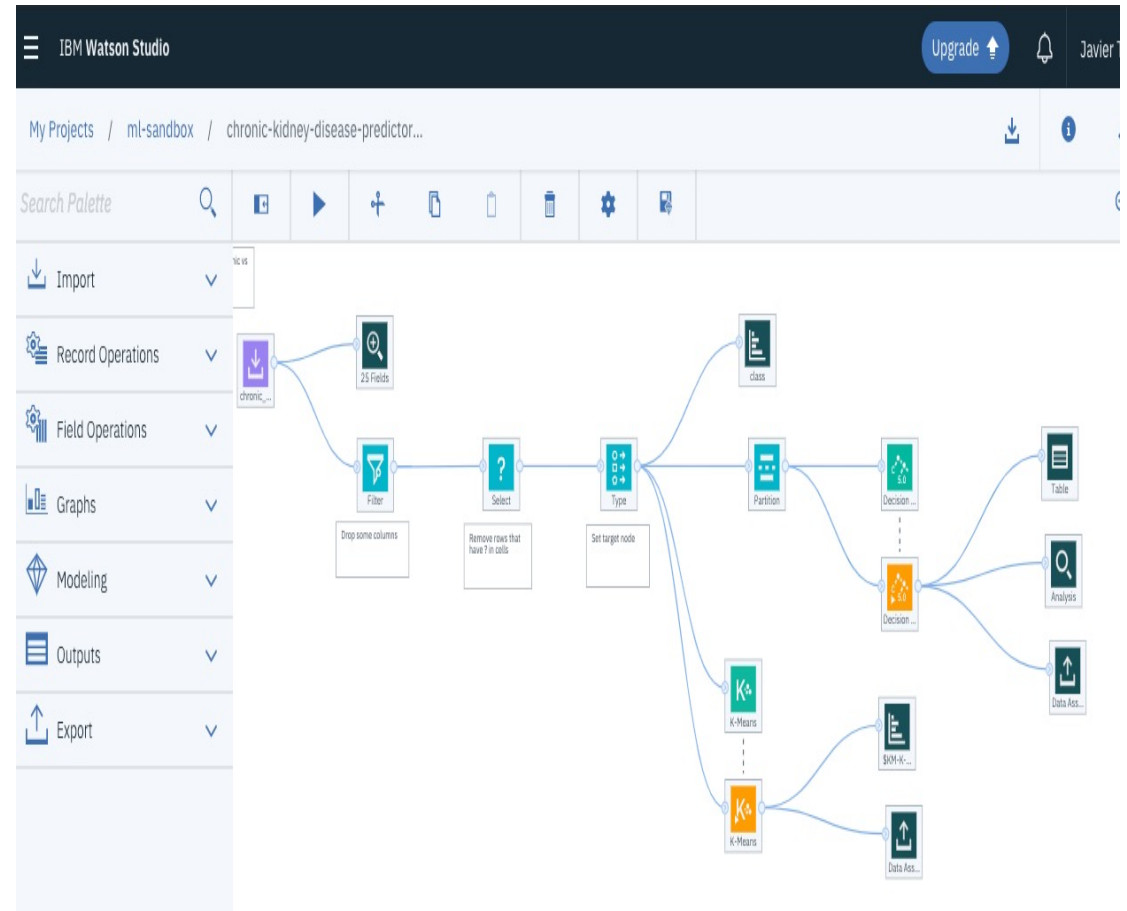 IBM Watson Studio
Upgrade
Javier T
My Projects / ml-sandbox / chronic-kidney-disease-predictor...
Search Palette
Import
Record Operations
Field Operations
Graphs
Modeling
Outputs
Export
nic vs
chronic_...
25 Fields
Filter
Drop some columns
?
Select
Remove rows that
have ? in cells
Type
Set target node
class
Partition
5.0
Decision ...
5.0
Decision ...
Table
Analysis
Data Ass...
K
K-Means
K
K-Means
$KM-K-...
Data Ass...